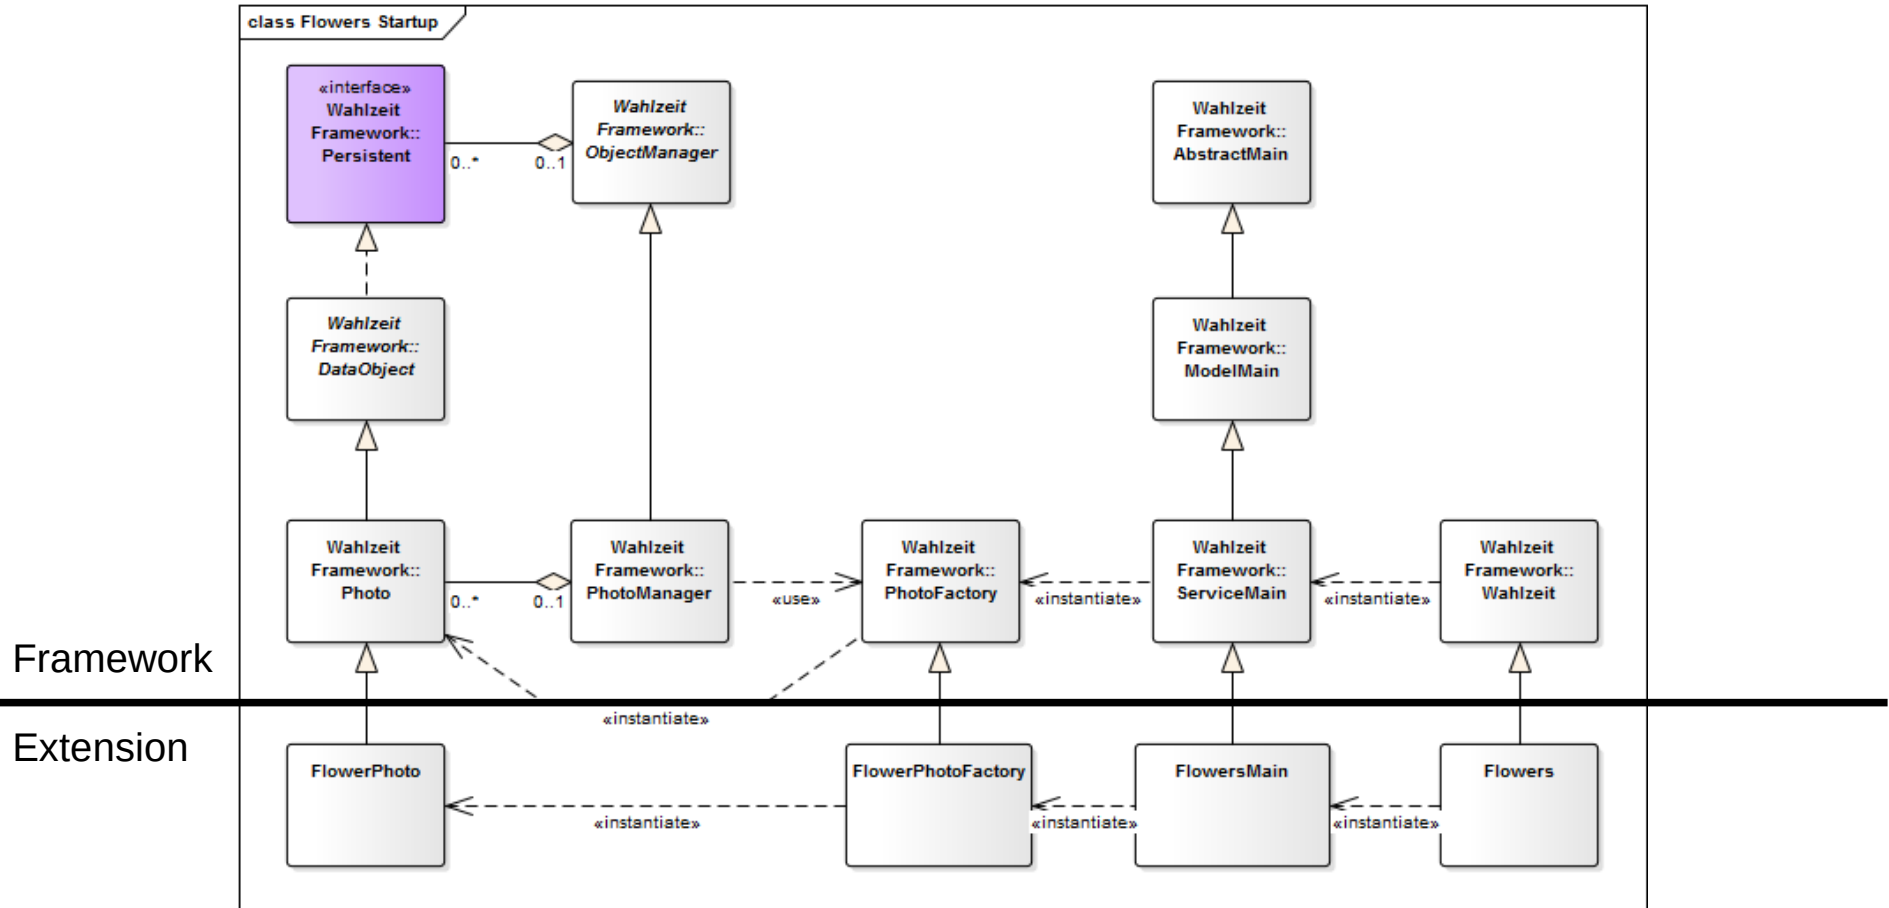 class Flowers Startup
«interface»
Wahlzeit
Framework::
Persistent
0..*
0..1
Wahlzeit
Framework::
ObjectManager
Wahlzeit
Framework::
AbstractMain
Wahlzeit
Framework::
DataObject
Wahlzeit
Framework::
ModelMain
Wahlzeit
Framework::
Photo
0..*
0..1
Wahlzeit
Framework::
PhotoManager
«use»
Wahlzeit
Framework::
PhotoFactory
«instantiate»
Wahlzeit
Framework::
ServiceMain
«instantiate»
Wahlzeit
Framework::
Wahlzeit
Framework
«instantiate»
Extension
FlowerPhoto
«instantiate»
FlowerPhotoFactory
«instantiate»
FlowersMain
«instantiate»
Flowers